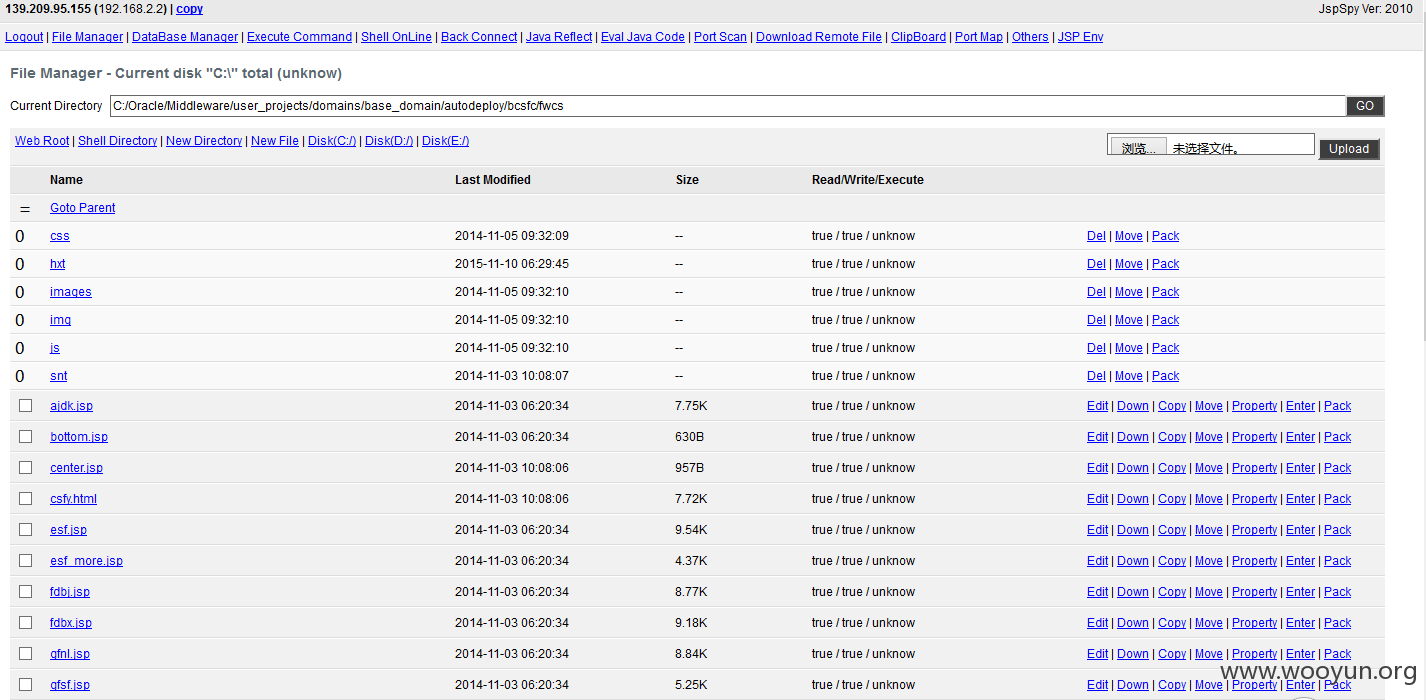 139.209.95.155 (192.168.2.2) | copy JspSpy Ver: 2010
Logout | File Manager | DataBase Manager | Execute Command | Shell OnLine | Back Connect | Java Reflect | Eval Java Code | Port Scan | Download Remote File | ClipBoard | Port Map | Others | JSP Env
File Manager - Current disk "C:\" total (unknow)
Current Directory C:/Oracle/Middleware/user_projects/domains/base_domain/autodeploy/bcsfc/fwcs GO
Web Root | Shell Directory | New Directory | New File | Disk(C:/) | Disk(D:/) | Disk(E:/) 浏览... 未选择文件。 Upload
Name Last Modified Size Read/Write/Execute
= Goto Parent
0 css 2014-11-05 09:32:09 -- true / true / unknow Del | Move | Pack
0 hxt 2015-11-10 06:29:45 -- true / true / unknow Del | Move | Pack
0 images 2014-11-05 09:32:10 -- true / true / unknow Del | Move | Pack
0 img 2014-11-05 09:32:10 -- true / true / unknow Del | Move | Pack
0 js 2014-11-05 09:32:10 -- true / true / unknow Del | Move | Pack
0 snt 2014-11-03 10:08:07 -- true / true / unknow Del | Move | Pack
ajdk.jsp 2014-11-03 06:20:34 7.75K true / true / unknow Edit | Down | Copy | Move | Property | Enter | Pack
bottom.jsp 2014-11-03 06:20:34 630B true / true / unknow Edit | Down | Copy | Move | Property | Enter | Pack
center.jsp 2014-11-03 10:08:06 957B true / true / unknow Edit | Down | Copy | Move | Property | Enter | Pack
csfy.html 2014-11-03 10:08:06 7.72K true / true / unknow Edit | Down | Copy | Move | Property | Enter | Pack
esf.jsp 2014-11-03 06:20:34 9.54K true / true / unknow Edit | Down | Copy | Move | Property | Enter | Pack
esf_more.jsp 2014-11-03 06:20:34 4.37K true / true / unknow Edit | Down | Copy | Move | Property | Enter | Pack
fdbj.jsp 2014-11-03 06:20:34 8.77K true / true / unknow Edit | Down | Copy | Move | Property | Enter | Pack
fdbx.jsp 2014-11-03 06:20:34 9.18K true / true / unknow Edit | Down | Copy | Move | Property | Enter | Pack
gfnl.jsp 2014-11-03 06:20:34 8.84K true / true / unknow Edit | Down | Copy | Move | Property | Enter | Pack
gfsf.jsp 2014-11-03 06:20:34 5.25K true / true / unknow Edit | Down | Copy | Move | Property | Enter | Pack
www.wooyun.org